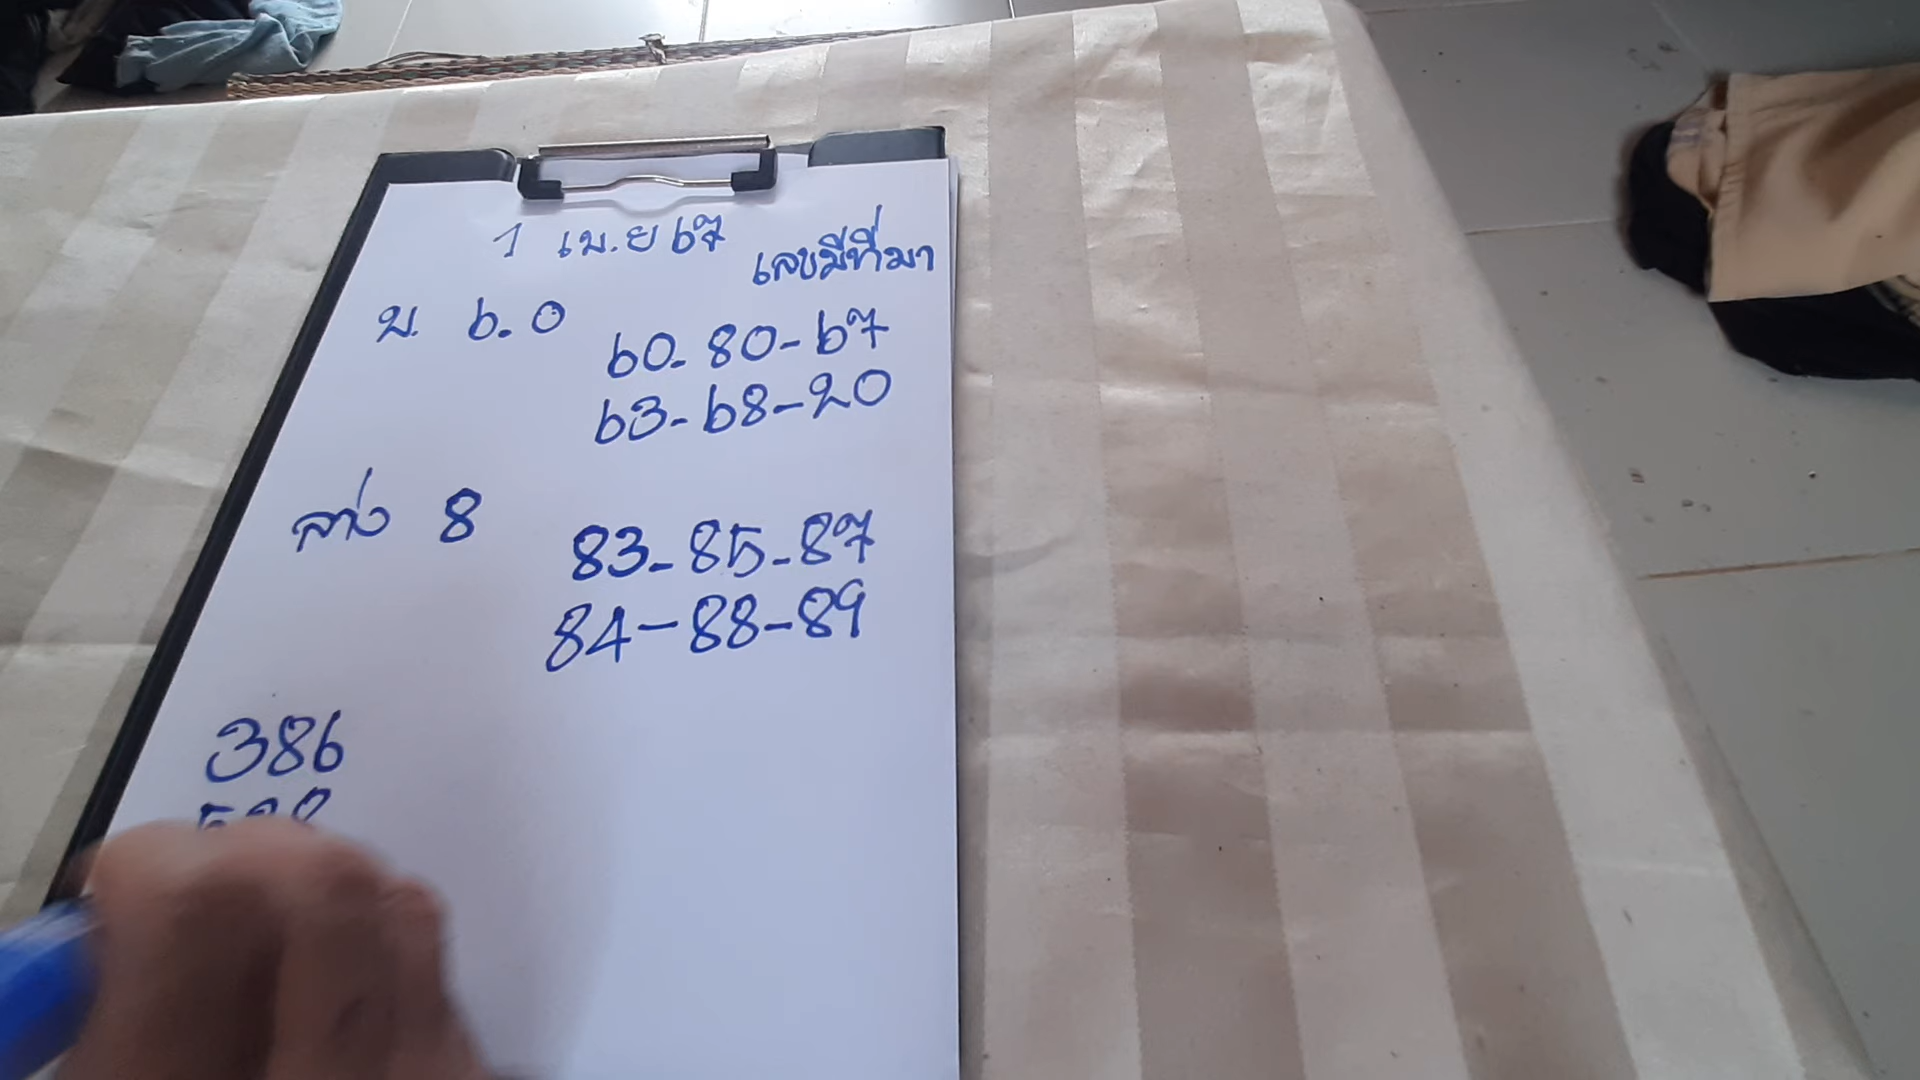 1 เม.ย 67
เลขมีที่มา
บ. 6.0
60-80-67
63-68-20
ล่าง 8
83-85-87
84-88-89
386